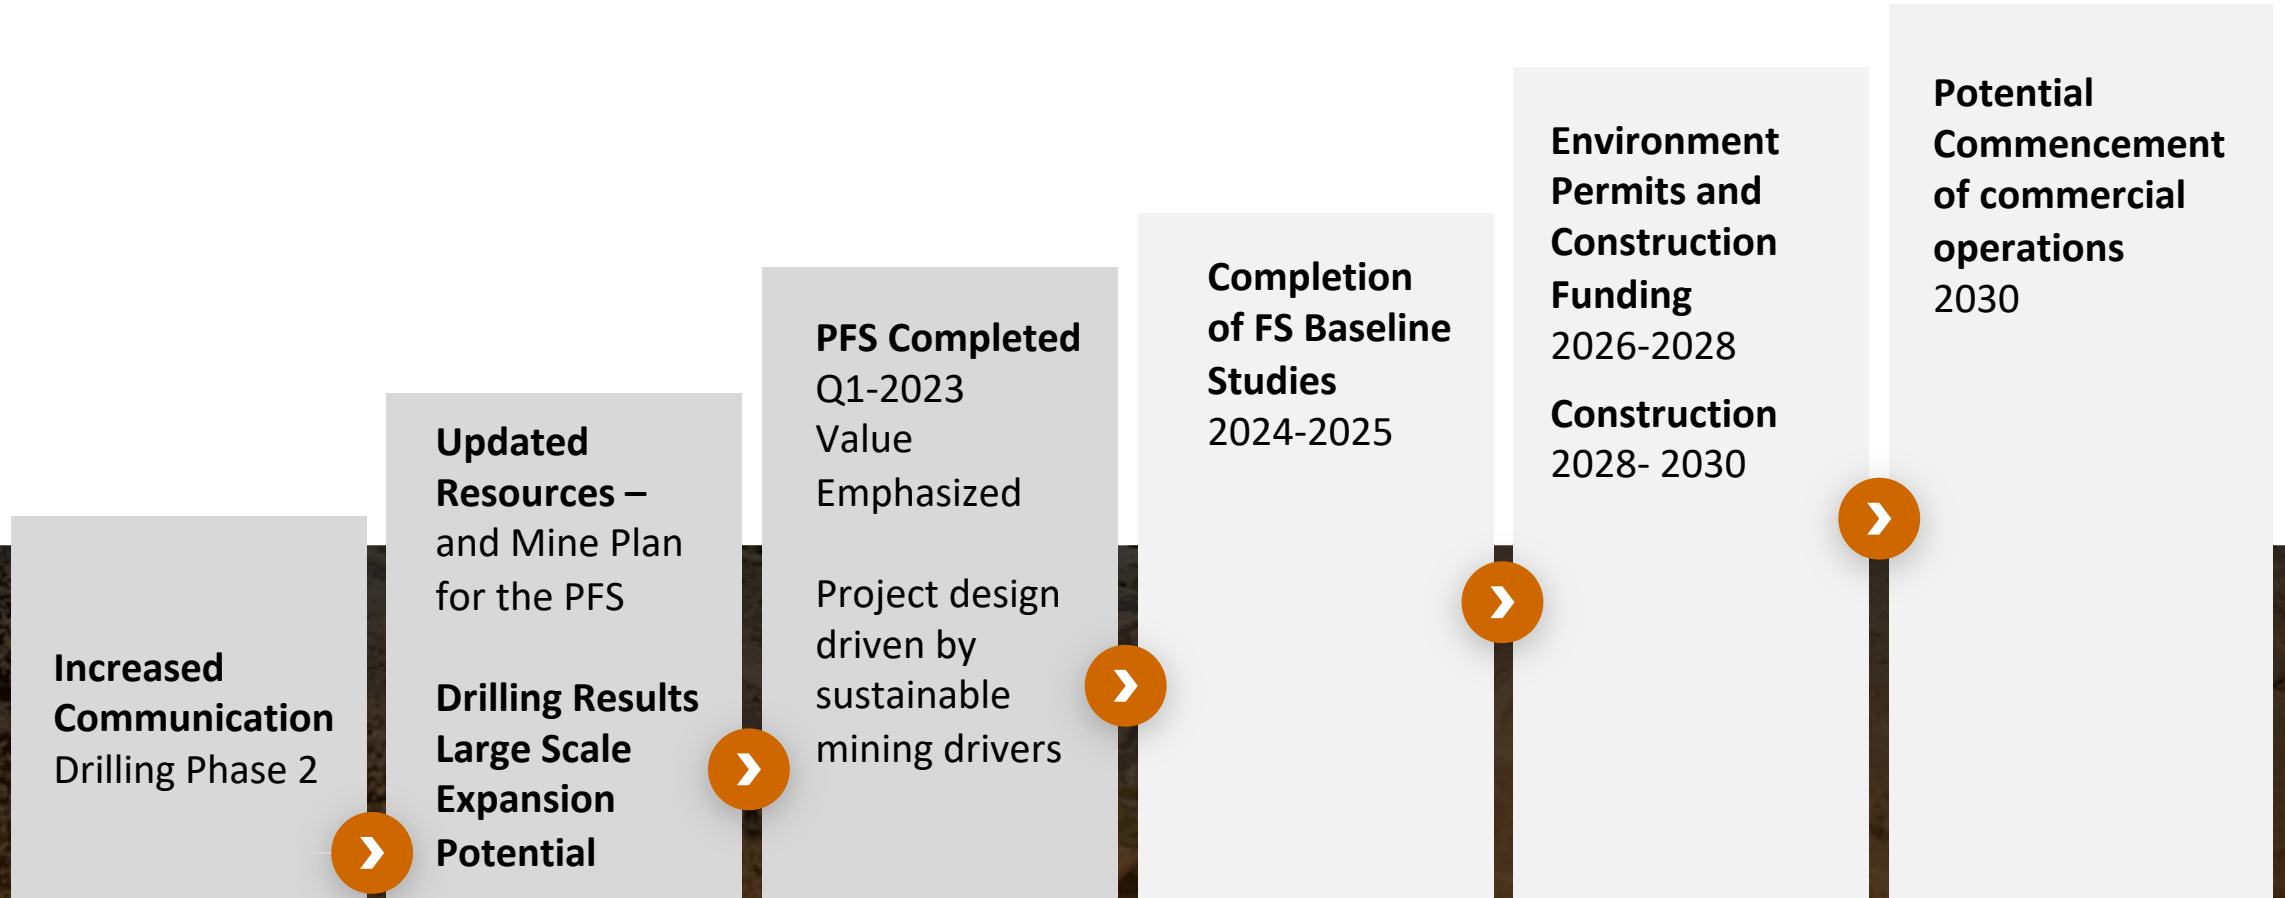 Increased
Communication
Drilling Phase 2
Updated
Resources –
and Mine Plan
for the PFS
Drilling Results
Large Scale
Expansion
Potential
PFS Completed
Q1-2023
Value
Emphasized
Project design
driven by
sustainable
mining drivers
Completion
of FS Baseline
Studies
2024-2025
Environment
Permits and
Construction
Funding
2026-2028
Construction
2028- 2030
Potential
Commencement
of commercial
operations
2030